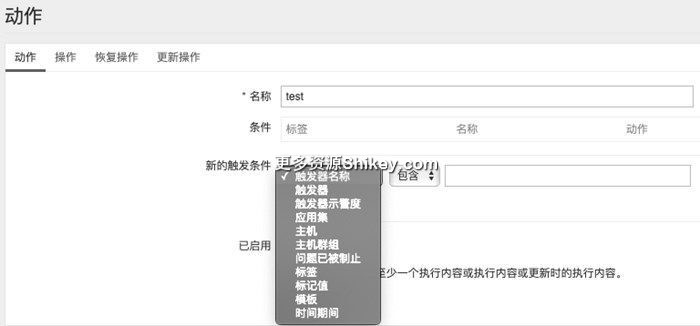 动作
动作 操作 恢复操作 更新操作
* 名称 test
条件 标签 名称 动作
更多资源Shikey.com
新的触发条件 ✓ 触发器名称 包含
触发器
触发器示警度
应用集
主机
已启用 主机群组
问题已被制止
标签 至少一个执行内容或执行内容或更新时的执行内容。
标记值
模板
时间期间